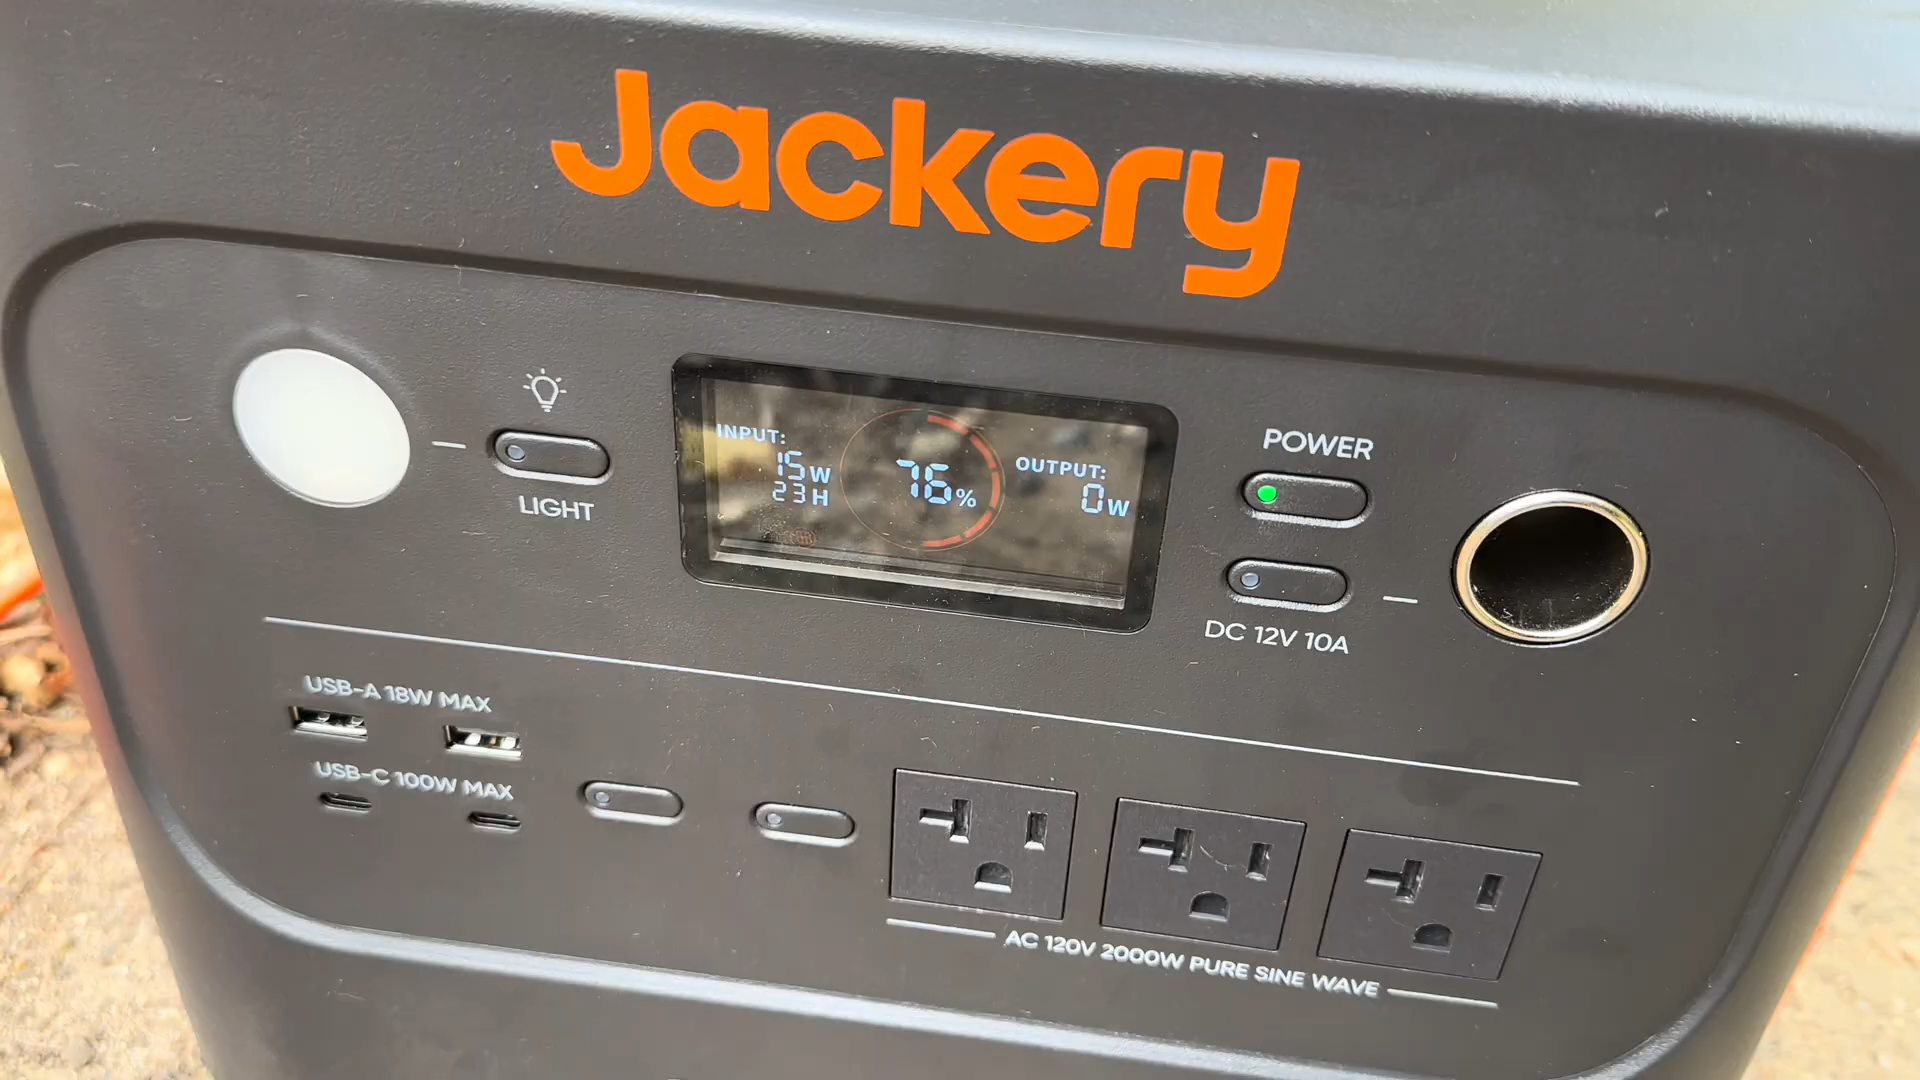 Jackery
INPUT:
15W
23H
76%
OUTPUT:
0W
POWER
LIGHT
DC 12V 10A
USB-A 18W MAX
USB-C 100W MAX
AC 120V 2000W PURE SINE WAVE